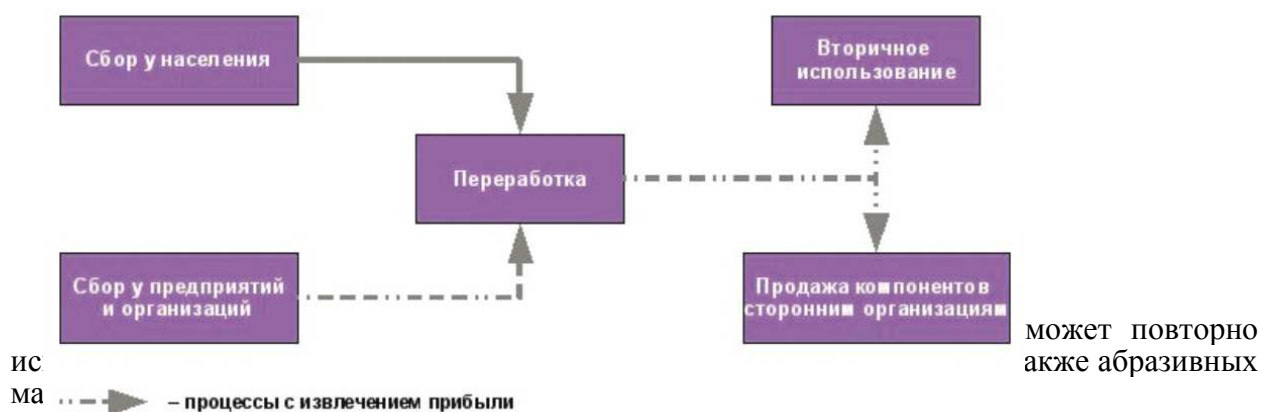 Сбор у населения
Вторичное
использование
Переработка
Сбор у предприятий
и организаций
Продажа компонентов
сторонним организациям
может повторно
ис
акже абразивных
ма
– процессы с извлечением прибыли